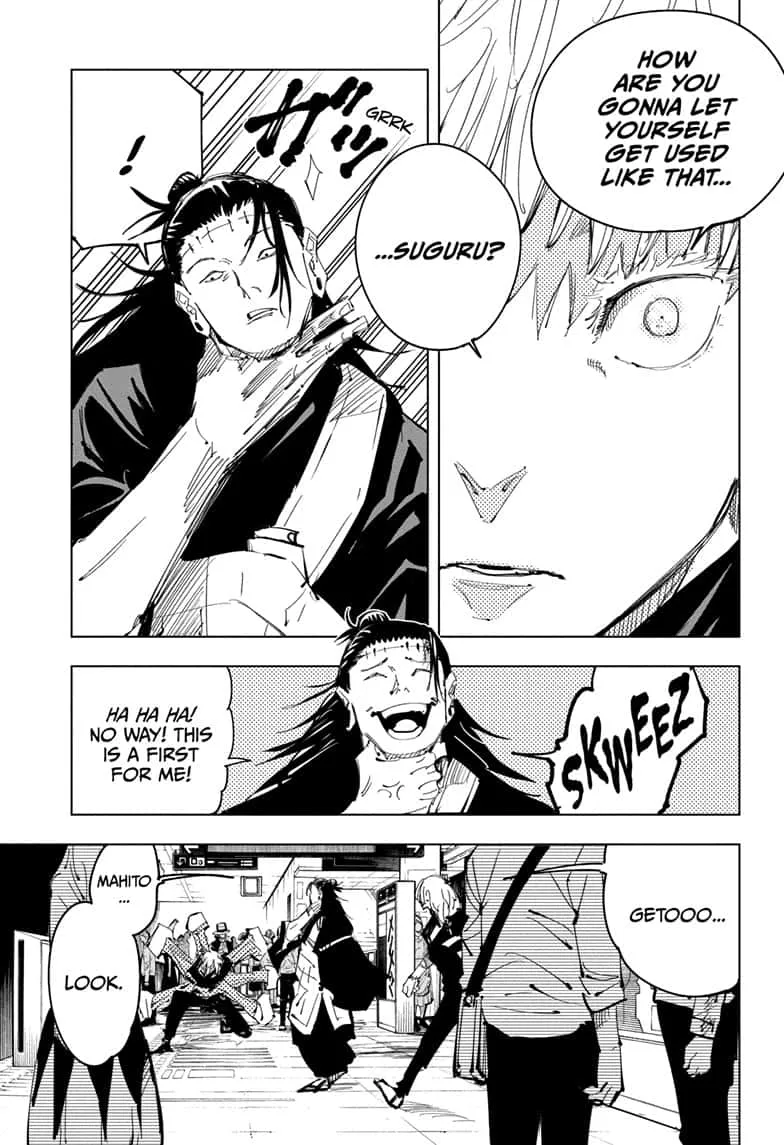 HOW
ARE YOU
GONNA LET
YOURSELF
GET USED
LIKE THAT...
...SUGURU?
ガッ
GRRK
!
HA HA HA!
NO WAY! THIS
IS A FIRST
FOR ME!
SKWEEZ
GETOOO...
MAHITO
...
LOOK.